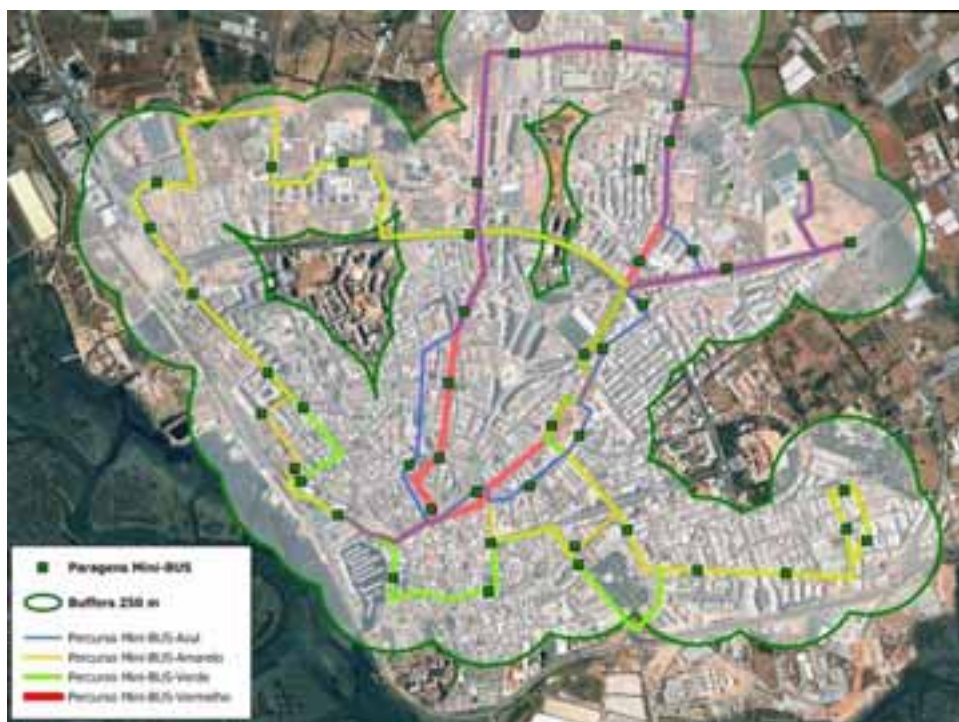 Paragens Mini-BUS
Buffers 250 m
Percurso Mini-BUS-Azul
Percurso Mini-BUS-Amarelo
Percurso Mini-BUS-Verde
Percurso Mini-BUS-Vermelho